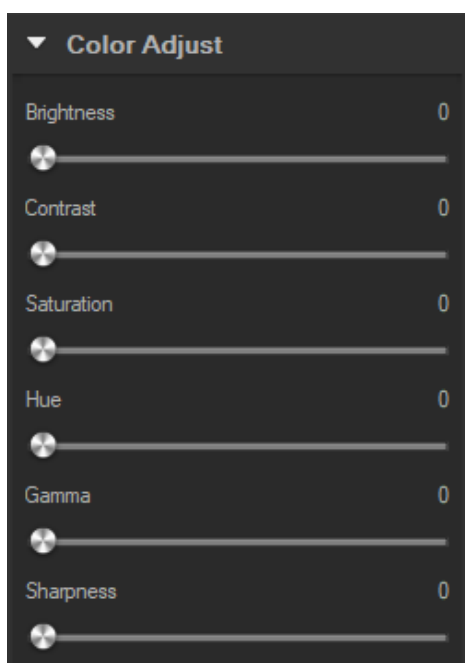 Color Adjust
Brightness 0
Contrast 0
Saturation 0
Hue 0
Gamma 0
Sharpness 0